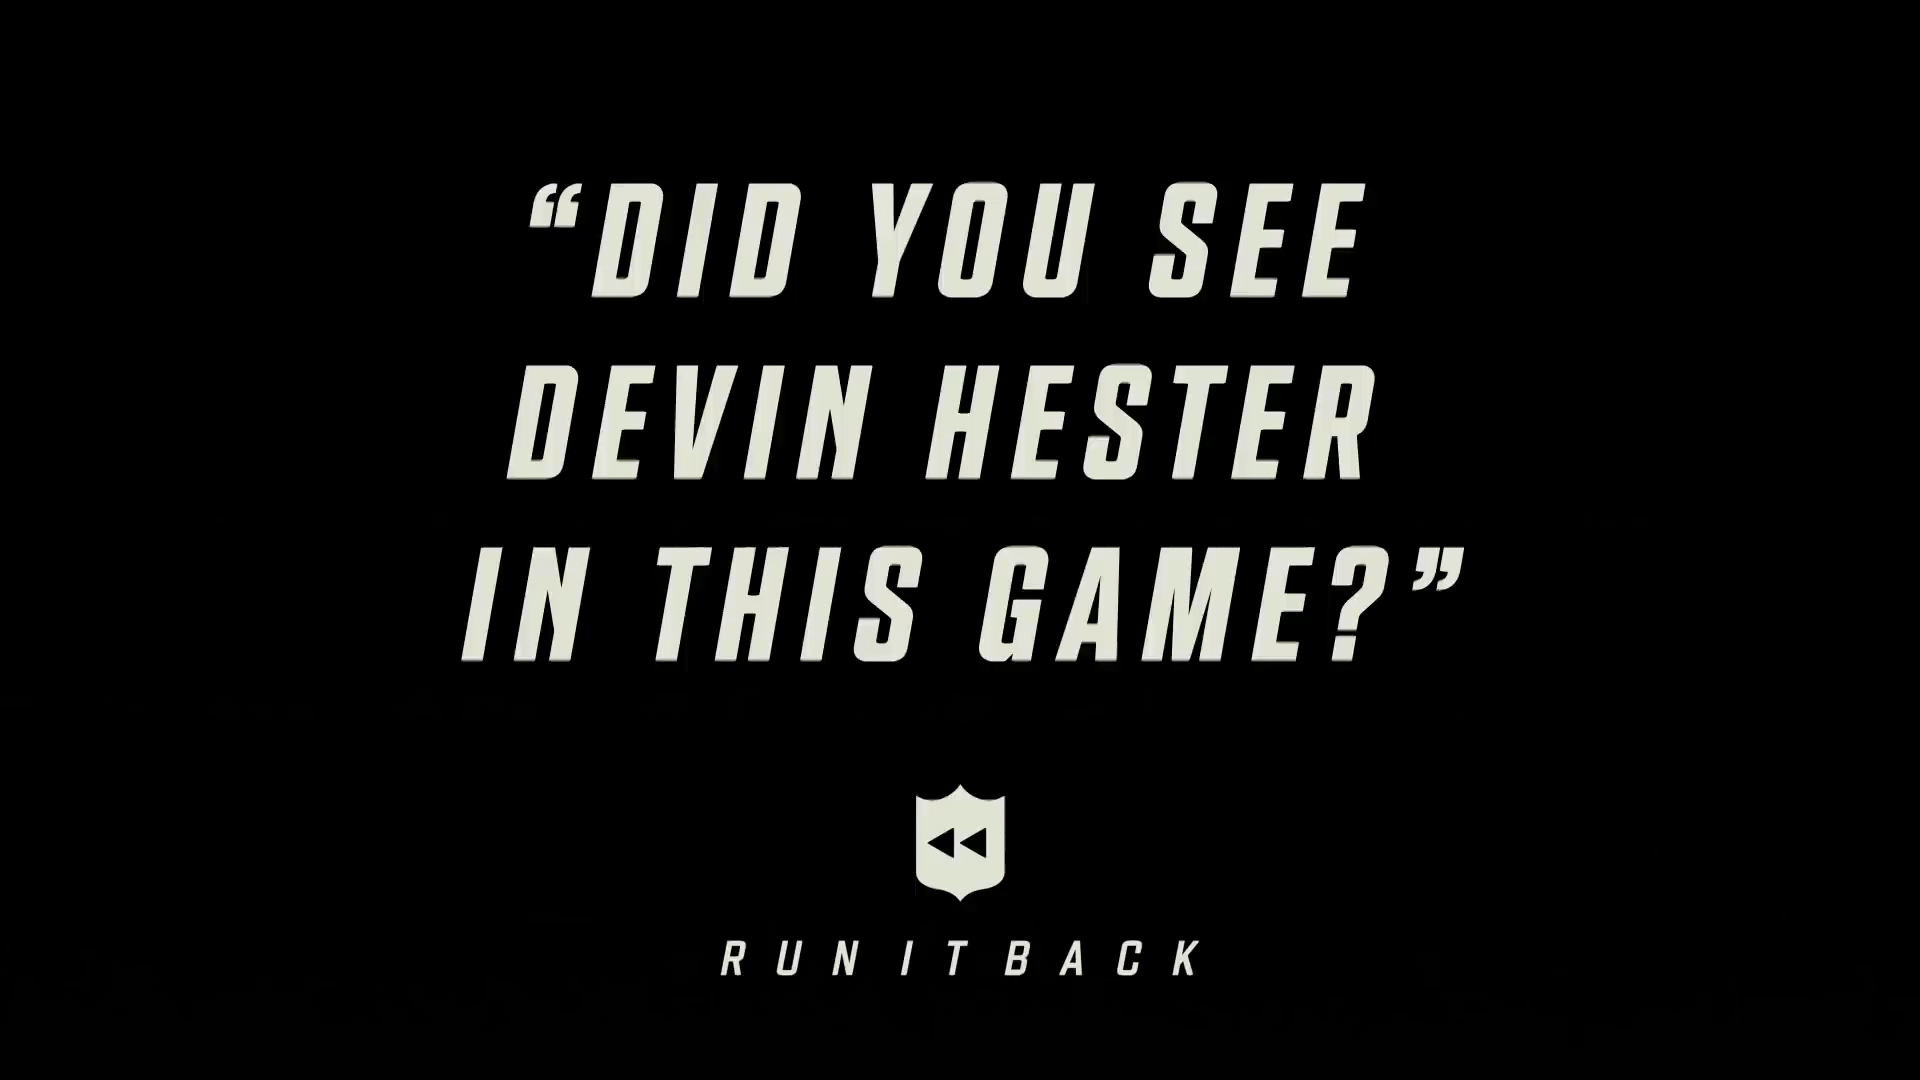 “DID YOU SEE
DEVIN HESTER
IN THIS GAME?”
RUN IT BACK